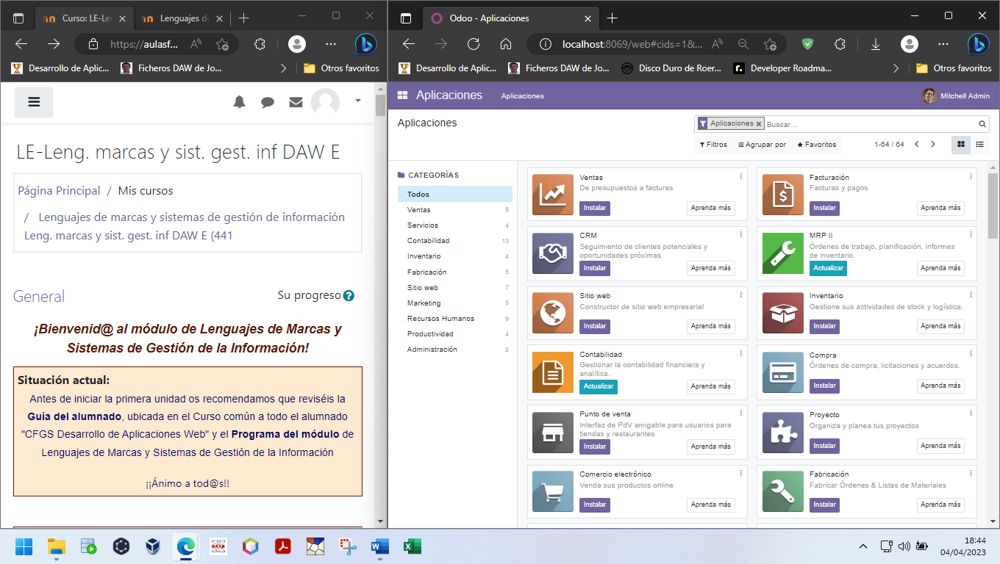 Curso: LE-Le
Lenguajes d
https://aulasf...
Desarrollo de Aplic...
Ficheros DAW de Jo...
Otros favoritos
LE-Leng. marcas y sist. gest. inf DAW E
Página Principal / Mis cursos
/ Lenguajes de marcas y sistemas de gestión de información
Leng. marcas y sist. gest. inf DAW E (441
General
Su progreso
¡Bienvenid@ al módulo de Lenguajes de Marcas y
Sistemas de Gestión de la Información!
Situación actual:
Antes de iniciar la primera unidad os recomendamos que reviséis la
Guía del alumnado, ubicada en el Curso común a todo el alumnado
"CFGS Desarrollo de Aplicaciones Web" y el Programa del módulo de
Lenguajes de Marcas y Sistemas de Gestión de la Información
¡¡Ánimo a tod@s!!
Odoo - Aplicaciones
localhost:8069/web#cids=1&...
Desarrollo de Aplic...
Ficheros DAW de Jo...
Disco Duro de Roer...
Developer Roadma...
Otros favoritos
Aplicaciones
Aplicaciones
Mitchell Admin
Aplicaciones
Aplicaciones
Buscar...
Filtros
Agrupar por
Favoritos
1-64 / 64
CATEGORÍAS
Todos
Ventas 8
Servicios 4
Contabilidad 13
Inventario 4
Fabricación 5
Sitio web 7
Marketing 5
Recursos Humanos 9
Productividad 4
Administración 2
Ventas
De presupuestos a facturas
Instalar
Aprenda más
Facturación
Facturas y pagos
Instalar
Aprenda más
CRM
Seguimiento de clientes potenciales y
oportunidades próximas
Instalar
Aprenda más
MRP II
Órdenes de trabajo, planificación, informes
de inventario.
Actualizar
Aprenda más
Sitio web
Constructor de sitio web empresarial
Instalar
Aprenda más
Inventario
Gestione sus actividades de stock y logística.
Instalar
Aprenda más
Contabilidad
Gestionar la contabilidad financiera y
analítica.
Actualizar
Aprenda más
Compra
Órdenes de compra, licitaciones y acuerdos.
Instalar
Aprenda más
Punto de venta
Interfaz de PdV amigable para usuarios para
tiendas y restaurantes
Instalar
Aprenda más
Proyecto
Organiza y planea tus proyectos
Instalar
Aprenda más
Comercio electrónico
Venda sus productos online
Instalar
Aprenda más
Fabricación
Fabricar Órdenes & Listas de Materiales
Instalar
Aprenda más
18:44
04/04/2023